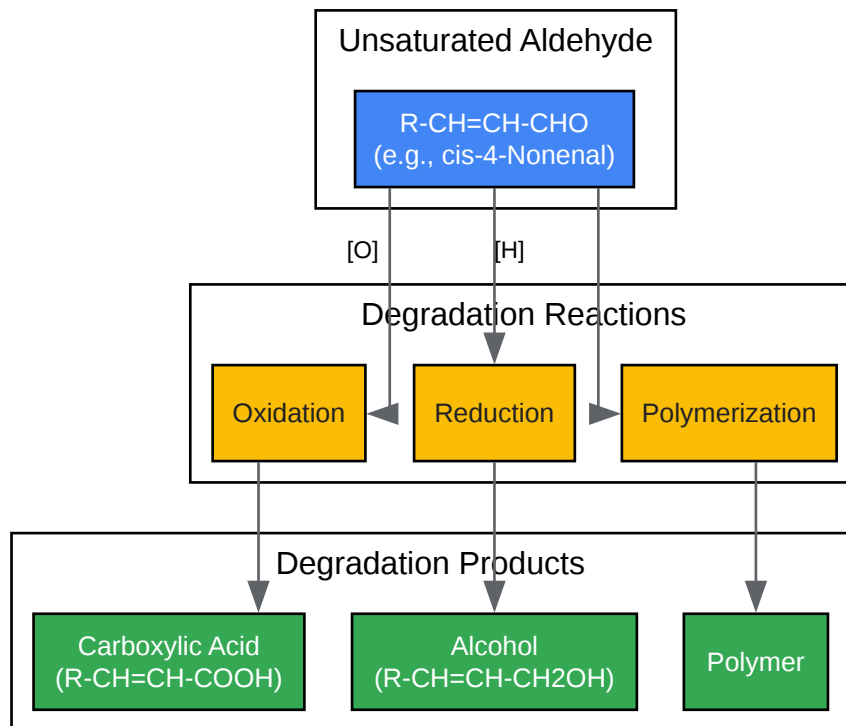 Unsaturated Aldehyde
R-CH=CH-CHO
(e.g., cis-4-Nonenal)
[O]
[H]
Degradation Reactions
Oxidation
Reduction
Polymerization
Degradation Products
Carboxylic Acid
(R-CH=CH-COOH)
Alcohol
(R-CH=CH-CH2OH)
Polymer